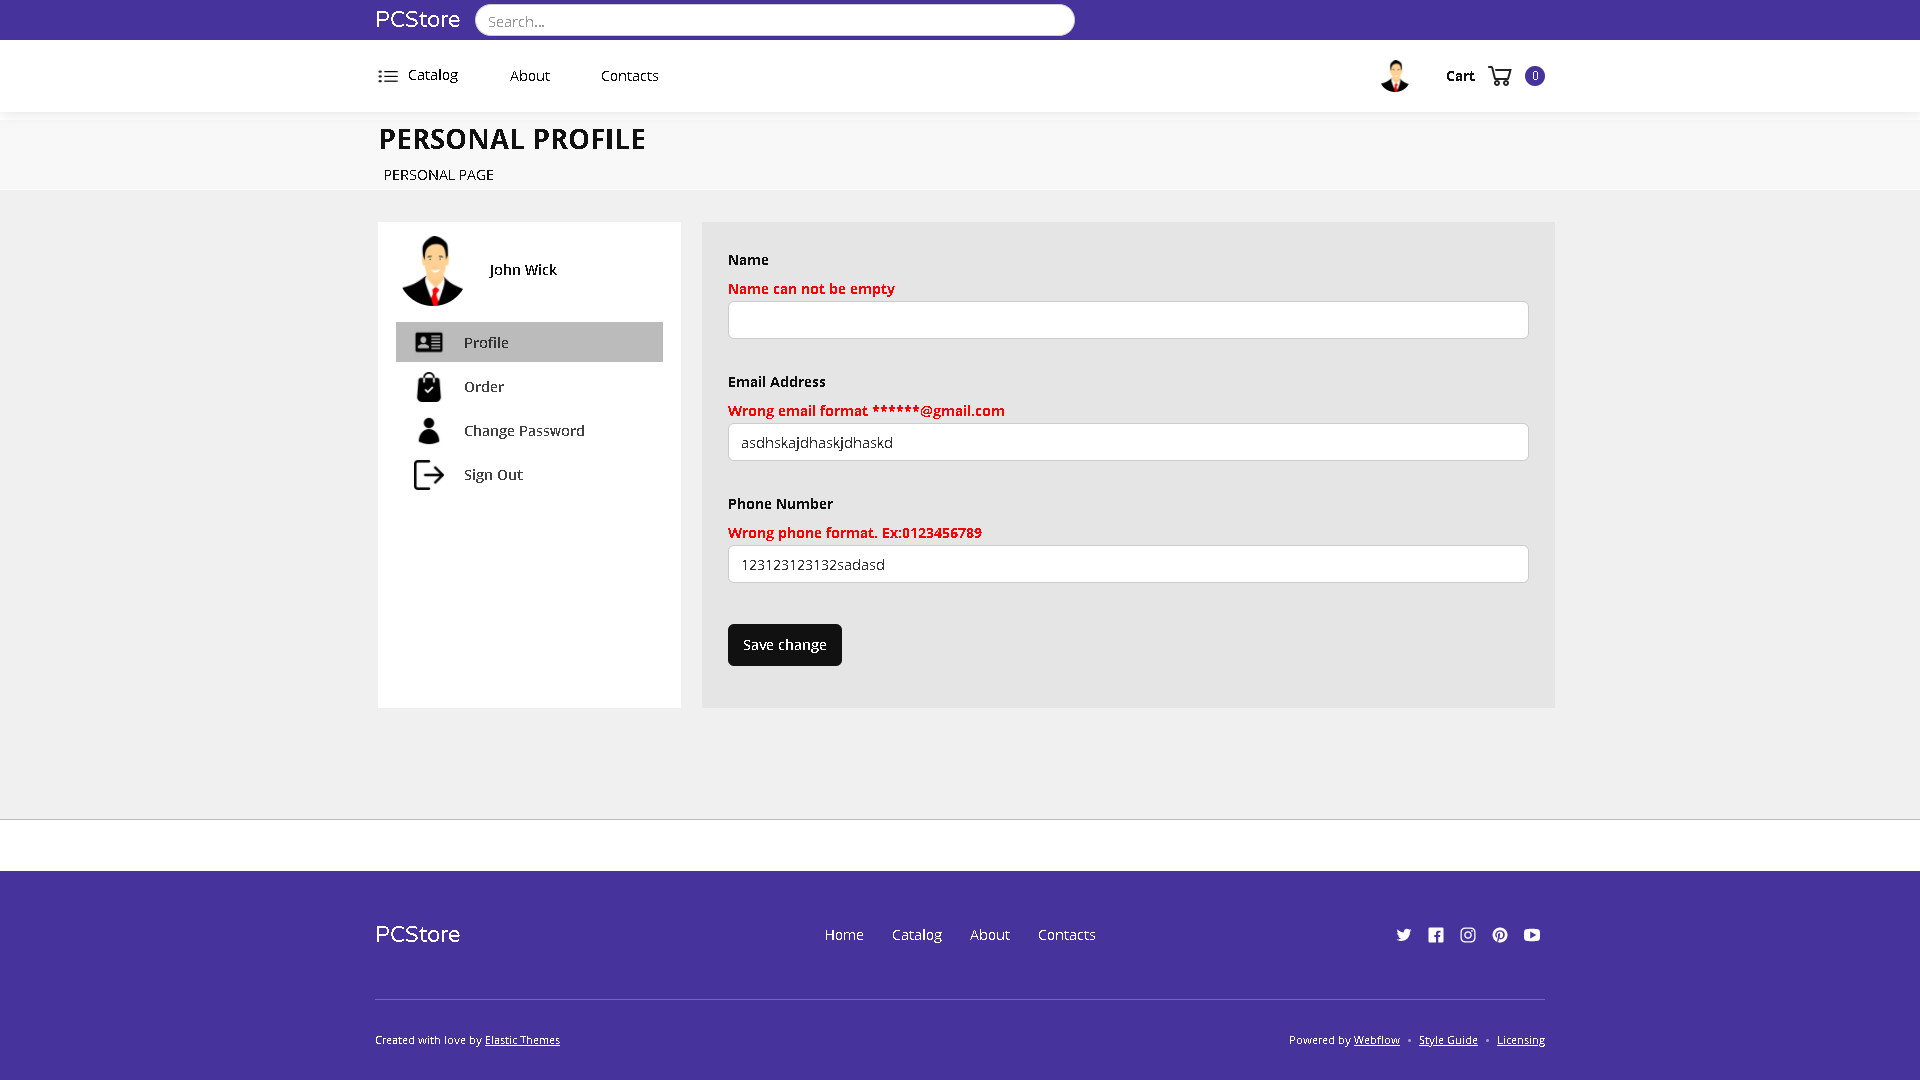 PCStore
Search...
Catalog
About
Contacts
Cart
0
PERSONAL PROFILE
PERSONAL PAGE
John Wick
Profile
Order
Change Password
Sign Out
Name
Name can not be empty
Email Address
Wrong email format ******@gmail.com
asdhskajdhaskjdhaskd
Phone Number
Wrong phone format. Ex:0123456789
123123123132sadasd
Save change
PCStore
Home
Catalog
About
Contacts
Created with love by Elastic Themes
Powered by Webflow • Style Guide • Licensing